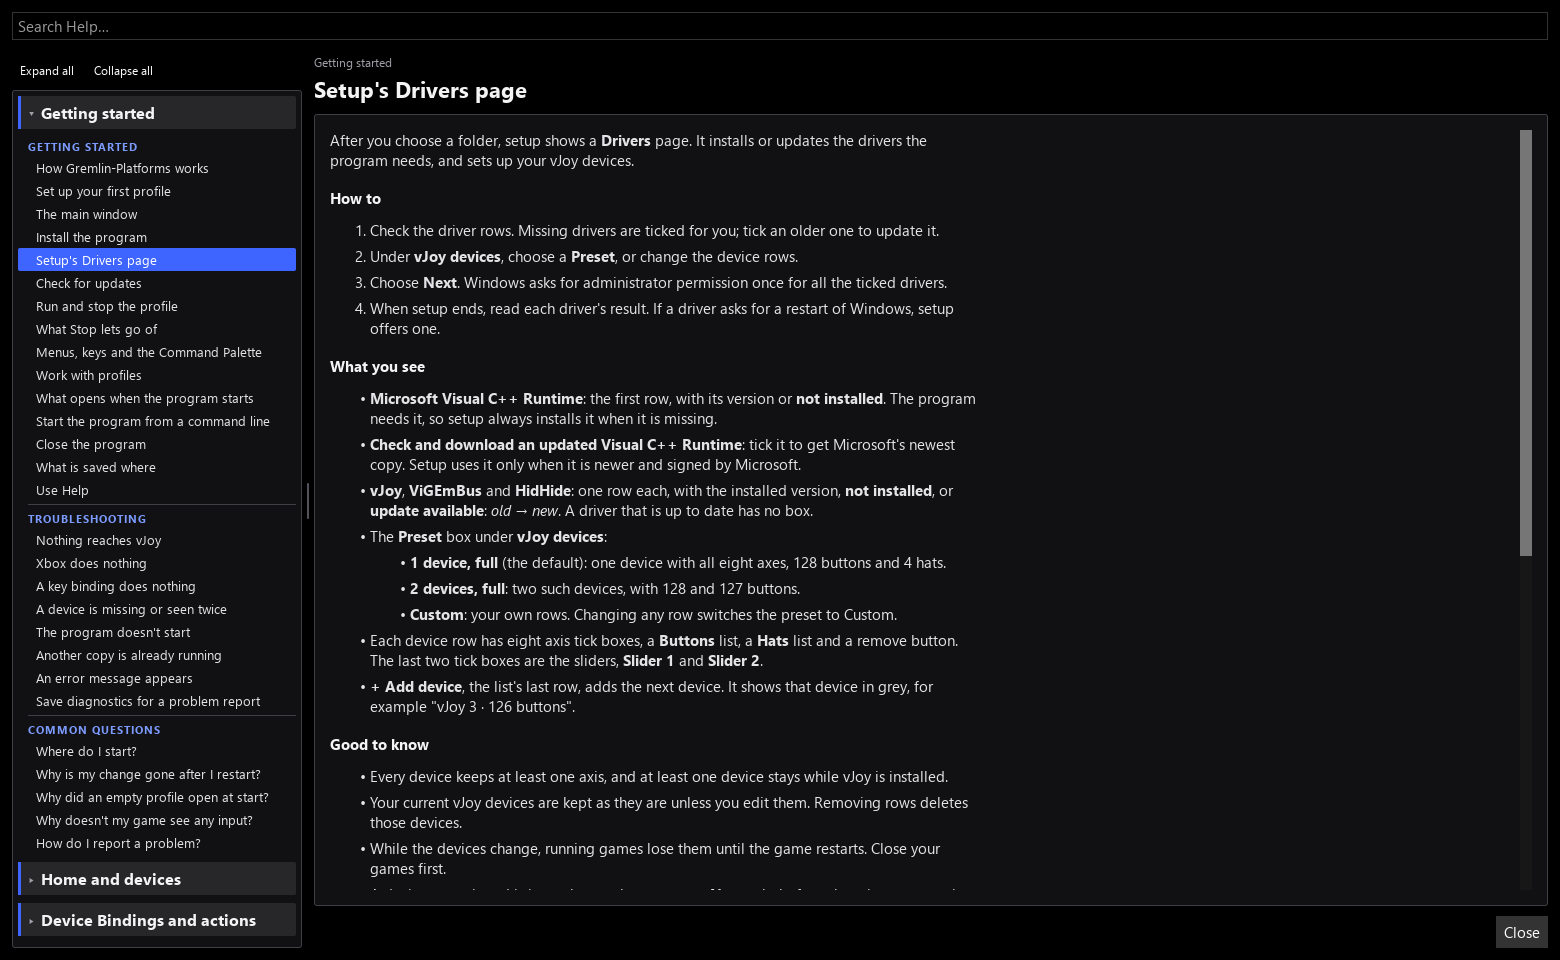 Search Help...
Expand all
Collapse all
Getting started
GETTING STARTED
How Gremlin-Platforms works
Set up your first profile
The main window
Install the program
Setup's Drivers page
Check for updates
Run and stop the profile
What Stop lets go of
Menus, keys and the Command Palette
Work with profiles
What opens when the program starts
Start the program from a command line
Close the program
What is saved where
Use Help
TROUBLESHOOTING
Nothing reaches vJoy
Xbox does nothing
A key binding does nothing
A device is missing or seen twice
The program doesn't start
Another copy is already running
An error message appears
Save diagnostics for a problem report
COMMON QUESTIONS
Where do I start?
Why is my change gone after I restart?
Why did an empty profile open at start?
Why doesn't my game see any input?
How do I report a problem?
Home and devices
Device Bindings and actions
Getting started
Setup's Drivers page
After you choose a folder, setup shows a Drivers page. It installs or updates the drivers the
program needs, and sets up your vJoy devices.
How to
1. Check the driver rows. Missing drivers are ticked for you; tick an older one to update it.
2. Under vJoy devices, choose a Preset, or change the device rows.
3. Choose Next. Windows asks for administrator permission once for all the ticked drivers.
4. When setup ends, read each driver's result. If a driver asks for a restart of Windows, setup
offers one.
What you see
• Microsoft Visual C++ Runtime: the first row, with its version or not installed. The program
needs it, so setup always installs it when it is missing.
• Check and download an updated Visual C++ Runtime: tick it to get Microsoft's newest
copy. Setup uses it only when it is newer and signed by Microsoft.
• vJoy, ViGEmBus and HidHide: one row each, with the installed version, not installed, or
update available: old → new. A driver that is up to date has no box.
• The Preset box under vJoy devices:
• 1 device, full (the default): one device with all eight axes, 128 buttons and 4 hats.
• 2 devices, full: two such devices, with 128 and 127 buttons.
• Custom: your own rows. Changing any row switches the preset to Custom.
• Each device row has eight axis tick boxes, a Buttons list, a Hats list and a remove button.
The last two tick boxes are the sliders, Slider 1 and Slider 2.
• + Add device, the list's last row, adds the next device. It shows that device in grey, for
example "vJoy 3 · 126 buttons".
Good to know
• Every device keeps at least one axis, and at least one device stays while vJoy is installed.
• Your current vJoy devices are kept as they are unless you edit them. Removing rows deletes
those devices.
• While the devices change, running games lose them until the game restarts. Close your
games first.
Close